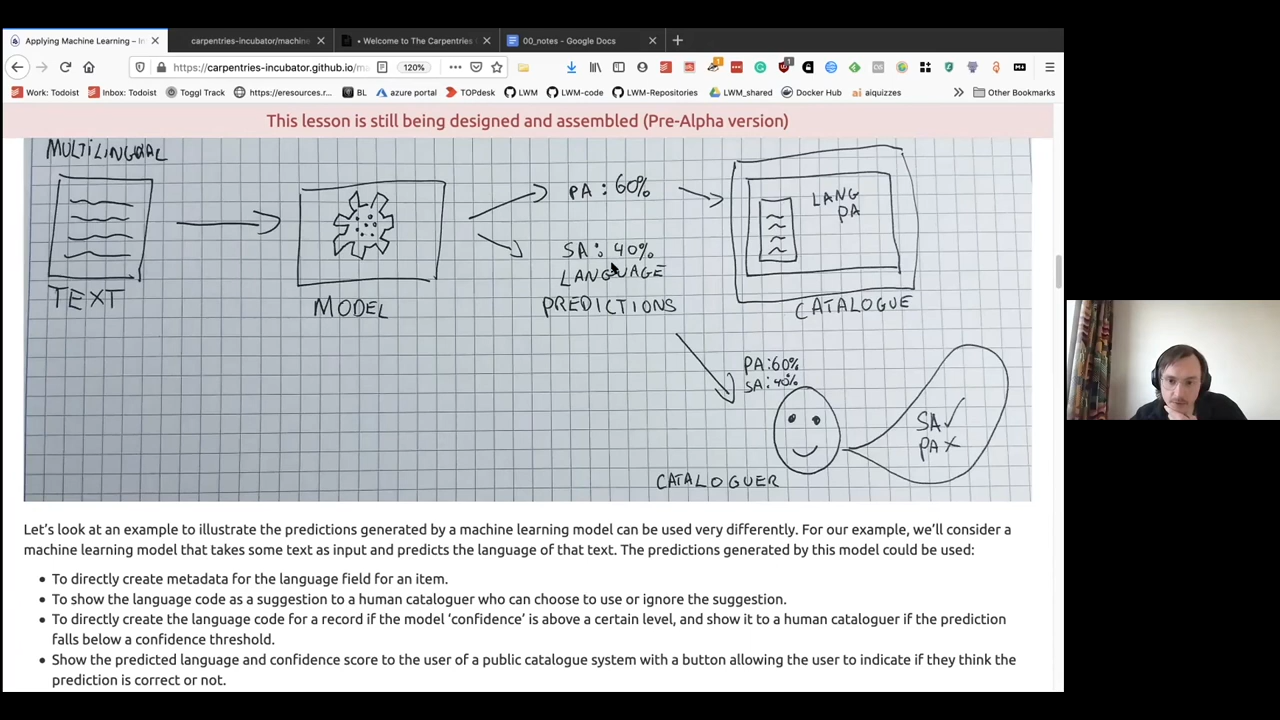 Applying Machine Learning – In
carpentries-incubator/machine
• Welcome to The Carpentries
00_notes - Google Docs
https://carpentries-incubator.github.io/ma
120%
Work: Todoist
Inbox: Todoist
Toggl Track
https://eresources.r...
BL
azure portal
TOPdesk
LWM
LWM-code
LWM-Repositories
LWM_shared
Docker Hub
ai aiquizzes
Other Bookmarks
This lesson is still being designed and assembled (Pre-Alpha version)
MULTILINGUAL
TEXT
MODEL
PA: 60%
SA: 40%
LANGUAGE
PREDICTIONS
LANG
PA
CATALOGUE
PA:60%
SA:40%
CATALOGUER
SA ✓
PA ×
Let's look at an example to illustrate the predictions generated by a machine learning model can be used very differently. For our example, we'll consider a
machine learning model that takes some text as input and predicts the language of that text. The predictions generated by this model could be used:
• To directly create metadata for the language field for an item.
• To show the language code as a suggestion to a human cataloguer who can choose to use or ignore the suggestion.
• To directly create the language code for a record if the model 'confidence' is above a certain level, and show it to a human cataloguer if the prediction
falls below a confidence threshold.
• Show the predicted language and confidence score to the user of a public catalogue system with a button allowing the user to indicate if they think the
prediction is correct or not.